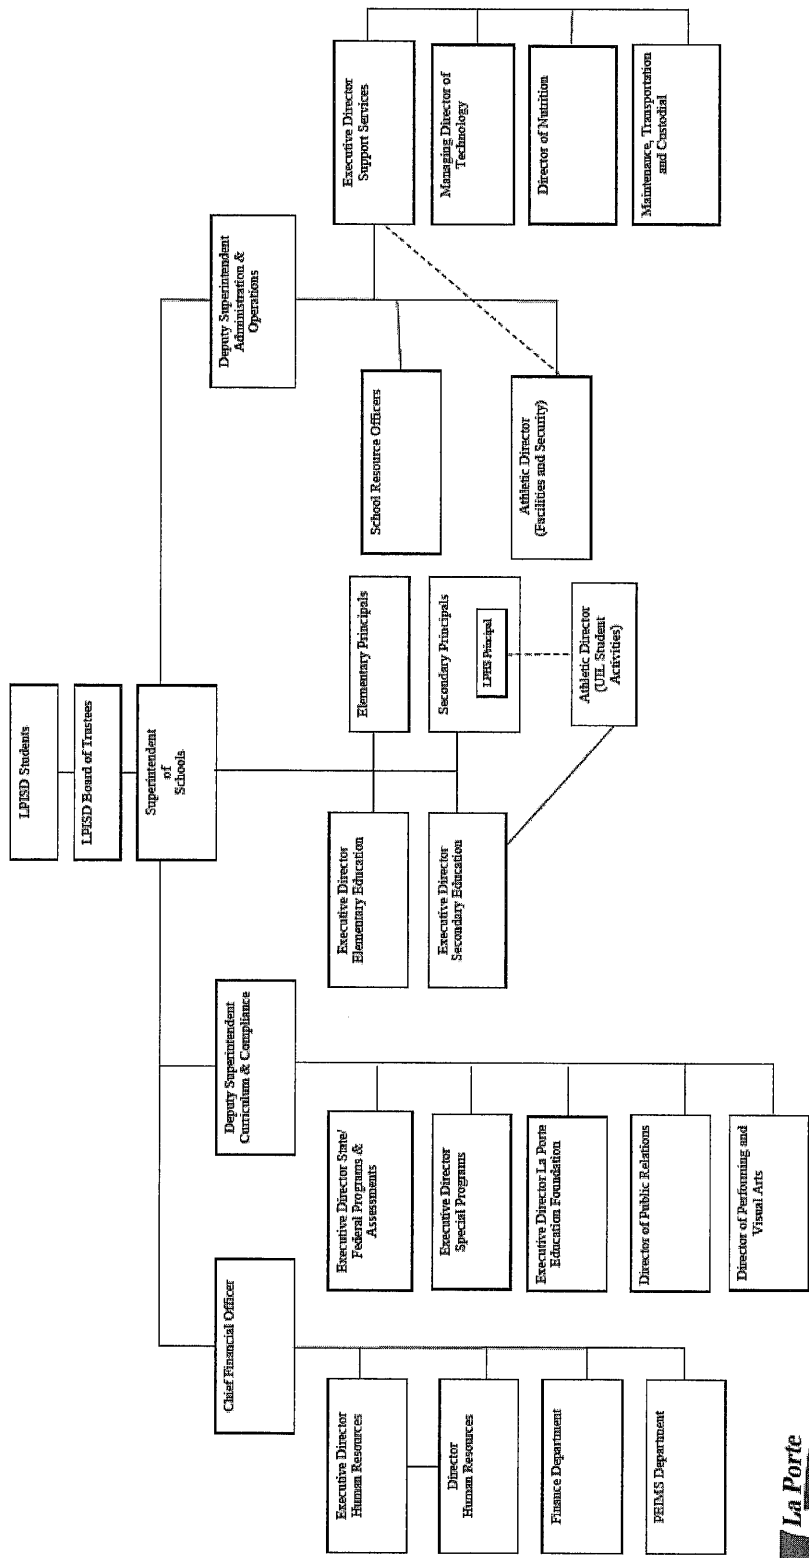 LPISD Students
LPISD Board of Trustees
Superintendent
of
Schools
Chief Financial Officer
Deputy Superintendent
Curriculum & Compliance
Deputy Superintendent
Administration &
Operations
Executive Director
Human Resources
Director
Human Resources
Finance Department
PEIMS Department
Executive Director State/
Federal Programs &
Assessments
Executive Director
Special Programs
Executive Director La Porte
Education Foundation
Director of Public Relations
Director of Performing and
Visual Arts
Executive Director
Elementary Education
Elementary Principals
Executive Director
Secondary Education
Secondary Principals
LPHS Principal
Athletic Director
(UIL Student
Activities)
School Resource Officers
Athletic Director
(Facilities and Security)
Executive Director
Support Services
Managing Director of
Technology
Director of Nutrition
Maintenance, Transportation
and Custodial
La Porte